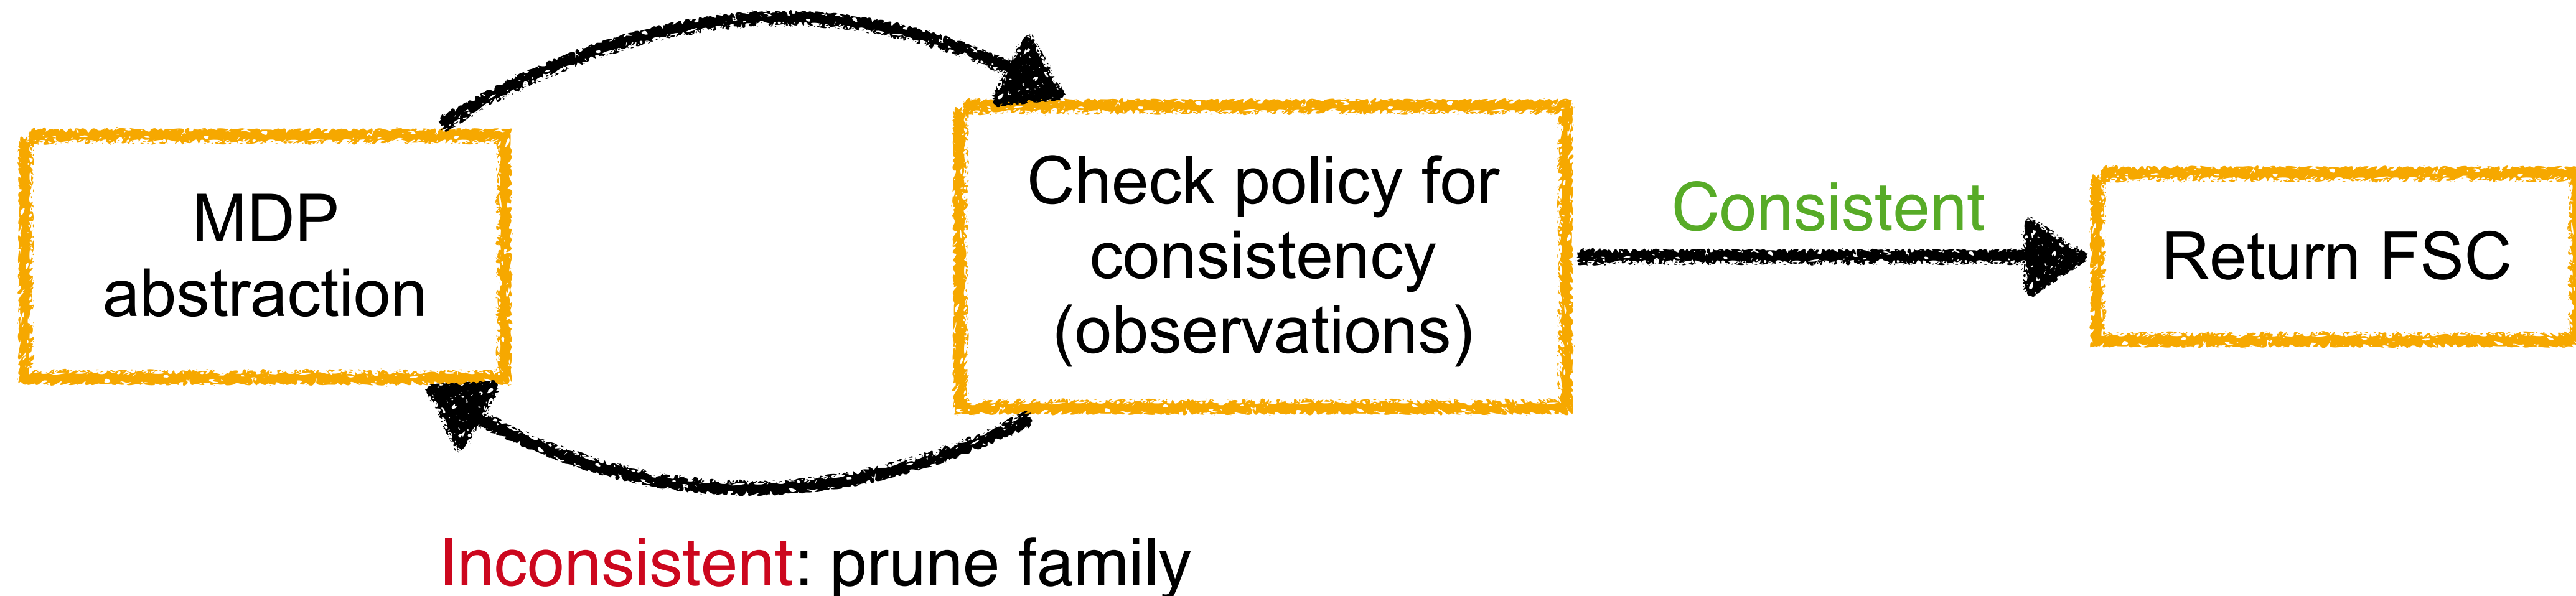 MDP
abstraction
Check policy for
consistency
(observations)
Consistent
Return FSC
Inconsistent: prune family